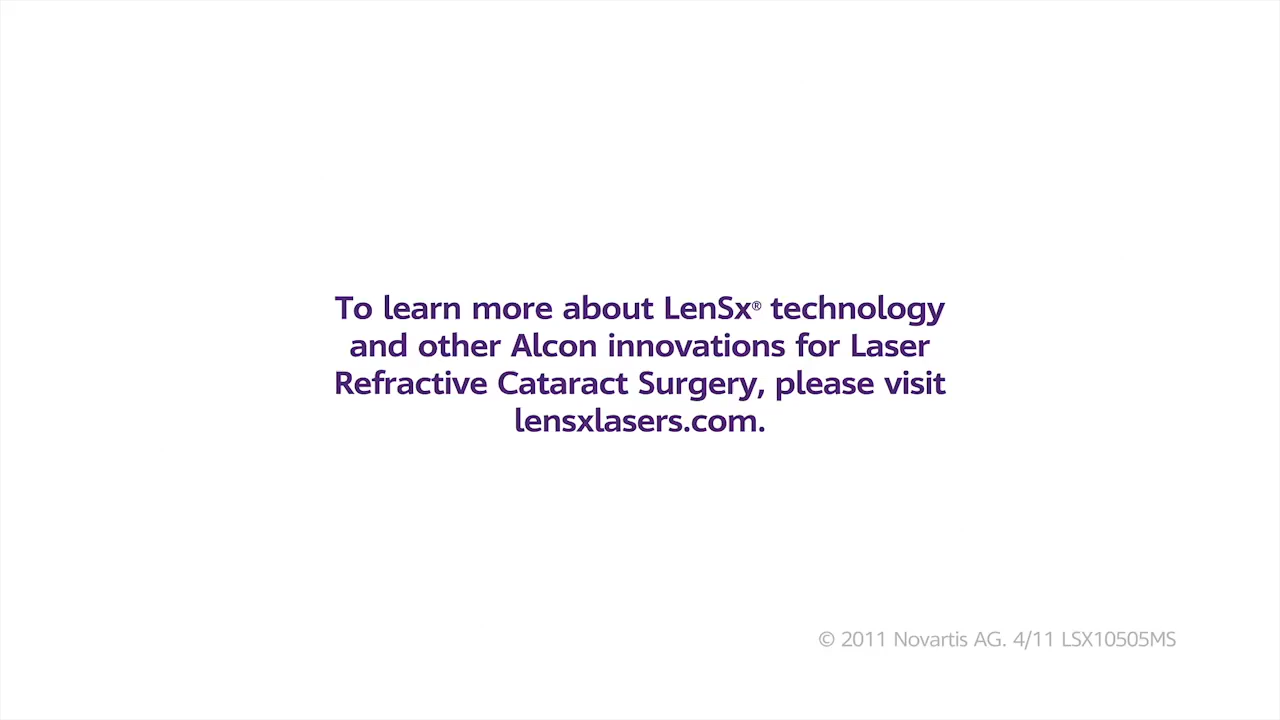 To learn more about LenSx® technology
and other Alcon innovations for Laser
Refractive Cataract Surgery, please visit
lensxlasers.com.
© 2011 Novartis AG. 4/11 LSX10505MS